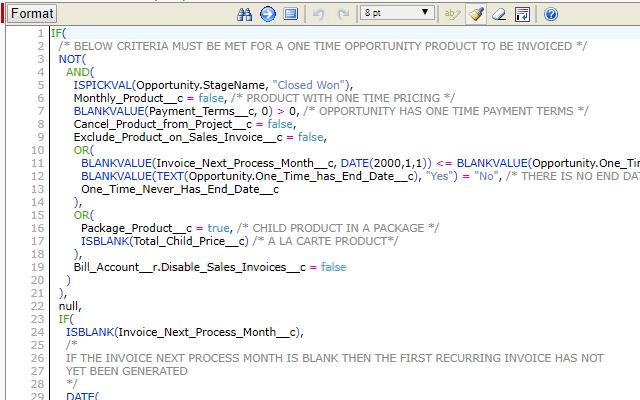 Format
8 pt
1 IF(
2 /* BELOW CRITERIA MUST BE MET FOR A ONE TIME OPPORTUNITY PRODUCT TO BE INVOICED */
3 NOT(
4 AND(
5 ISPICKVAL(Opportunity.StageName, "Closed Won"),
6 Monthly_Product__c = false, /* PRODUCT WITH ONE TIME PRICING */
7 BLANKVALUE(Payment_Terms__c, 0) > 0, /* OPPORTUNITY HAS ONE TIME PAYMENT TERMS */
8 Cancel_Product_from_Project__c = false,
9 Exclude_Product_on_Sales_Invoice__c = false,
10 OR(
11 BLANKVALUE(Invoice_Next_Process_Month__c, DATE(2000,1,1)) <= BLANKVALUE(Opportunity.One_Tim
12 BLANKVALUE(TEXT(Opportunity.One_Time_has_End_Date__c), "Yes") = "No", /* THERE IS NO END DAT
13 One_Time_Never_Has_End_Date__c
14 ),
15 OR(
16 Package_Product__c = true, /* CHILD PRODUCT IN A PACKAGE */
17 ISBLANK(Total_Child_Price__c) /* A LA CARTE PRODUCT*/
18 ),
19 Bill_Account__r.Disable_Sales_Invoices__c = false
20 )
21 ),
22 null,
23 IF(
24 ISBLANK(Invoice_Next_Process_Month__c),
25 /*
26 IF THE INVOICE NEXT PROCESS MONTH IS BLANK THEN THE FIRST RECURRING INVOICE HAS NOT
27 YET BEEN GENERATED
28 */
29 DATE(